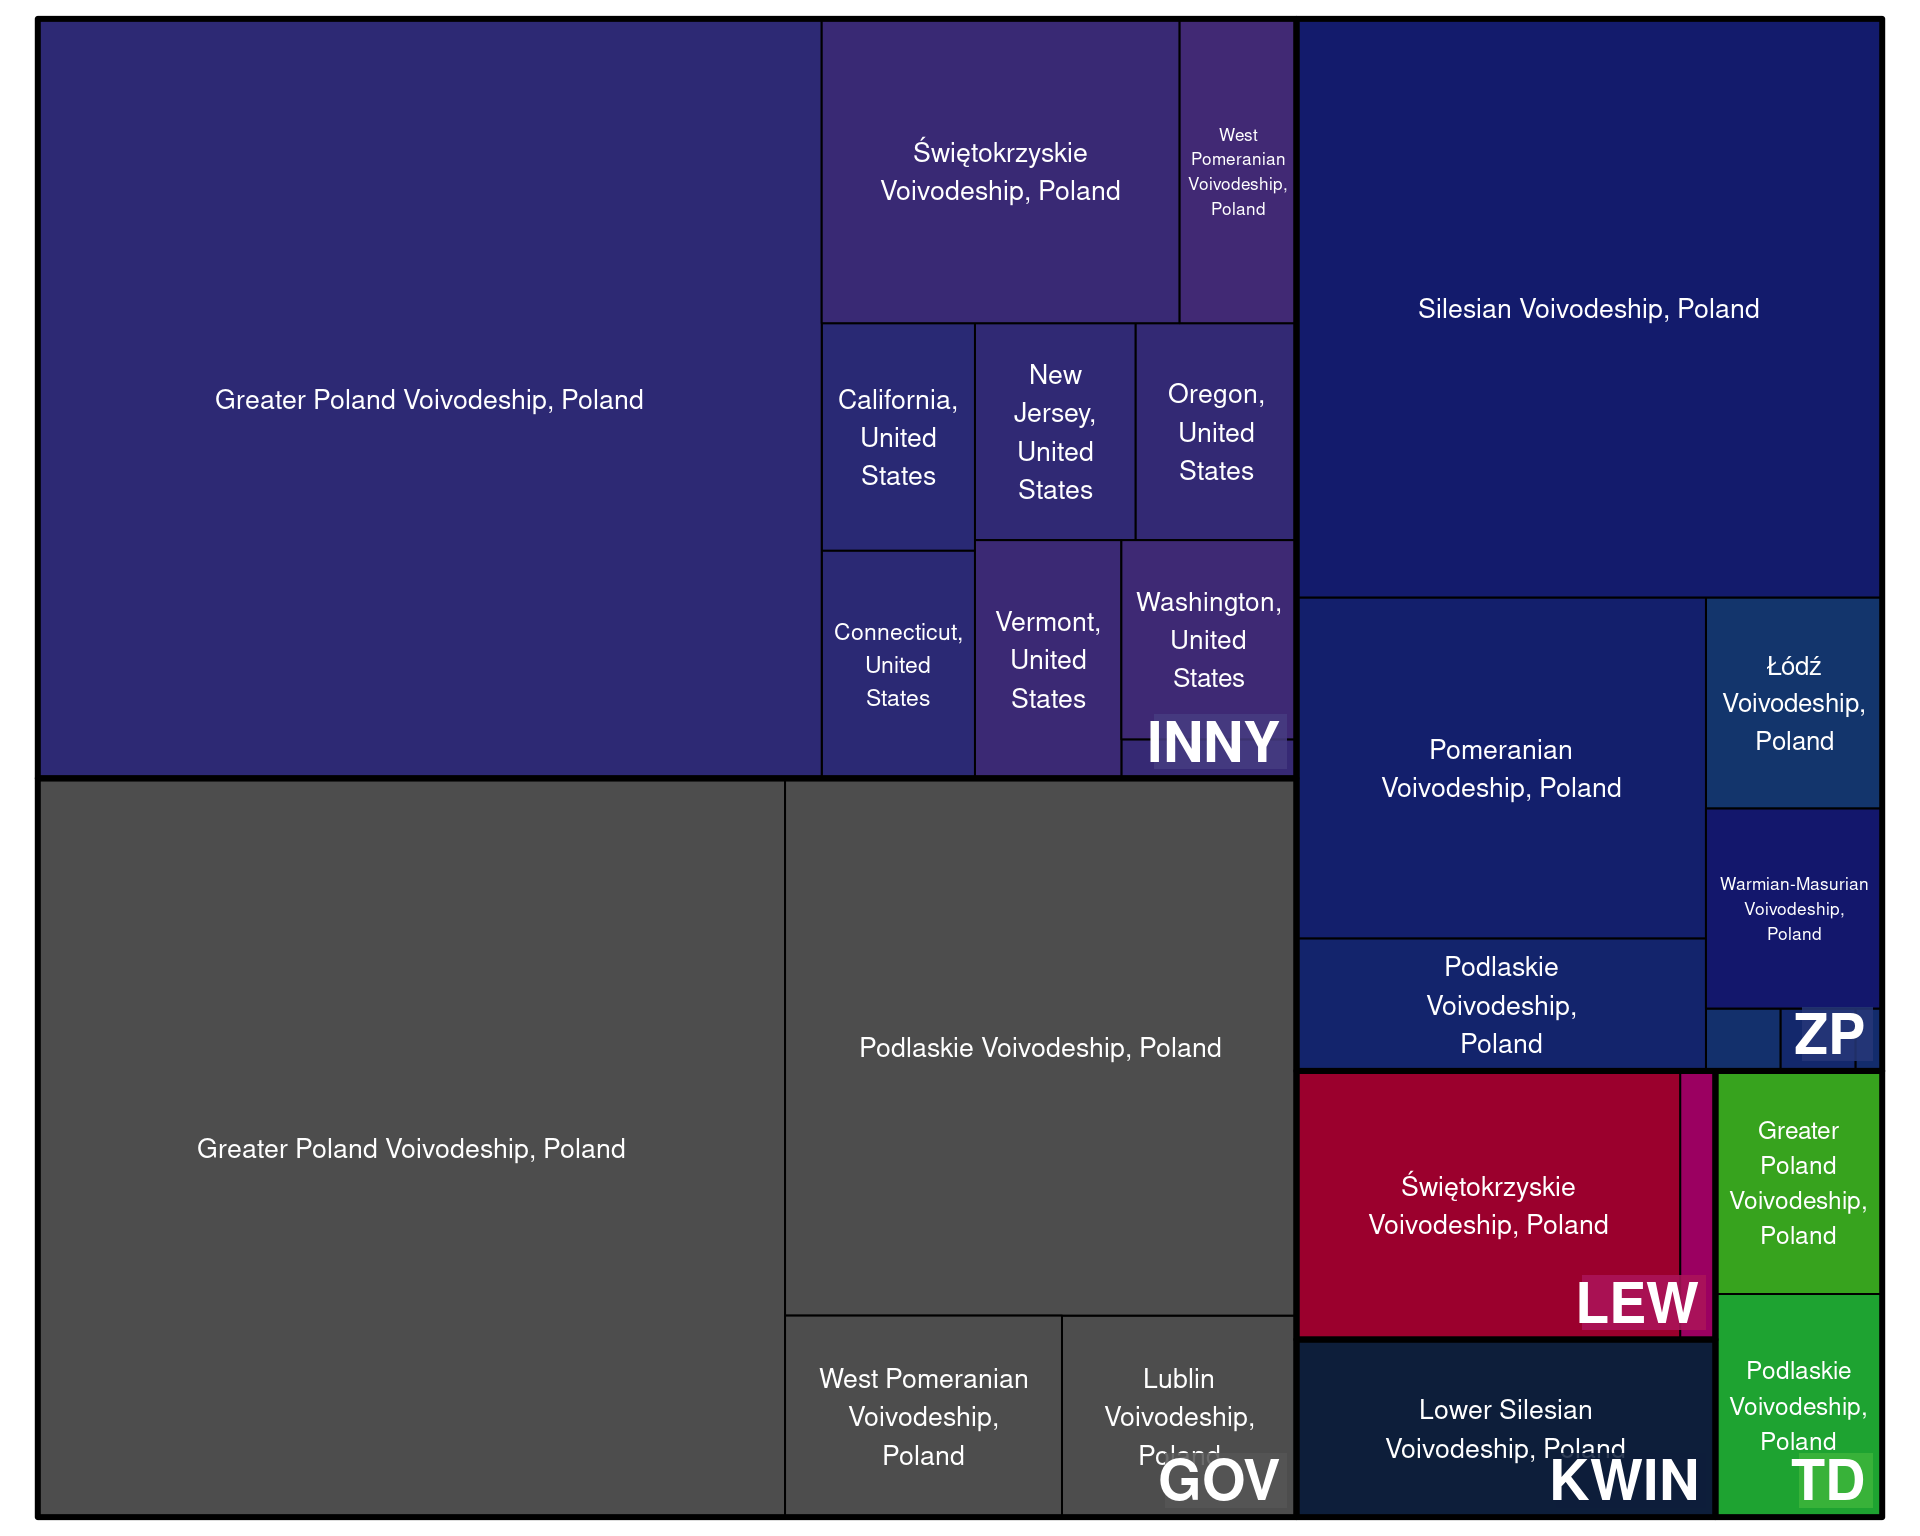 Greater Poland Voivodeship, Poland
Świętokrzyskie
Voivodeship, Poland
West
Pomeranian
Voivodeship,
Poland
California,
United
States
New
Jersey,
United
States
Oregon,
United
States
Connecticut,
United
States
Vermont,
United
States
Washington,
United
States
INNY
Greater Poland Voivodeship, Poland
Podlaskie Voivodeship, Poland
West Pomeranian
Voivodeship,
Poland
Lublin
Voivodeship,
Poland
GOV
Silesian Voivodeship, Poland
Pomeranian
Voivodeship, Poland
Łódź
Voivodeship,
Poland
Warmian-Masurian
Voivodeship,
Poland
Podlaskie
Voivodeship,
Poland
ZP
Świętokrzyskie
Voivodeship, Poland
LEW
Lower Silesian
Voivodeship, Poland
KWIN
Greater
Poland
Voivodeship,
Poland
Podlaskie
Voivodeship,
Poland
TD